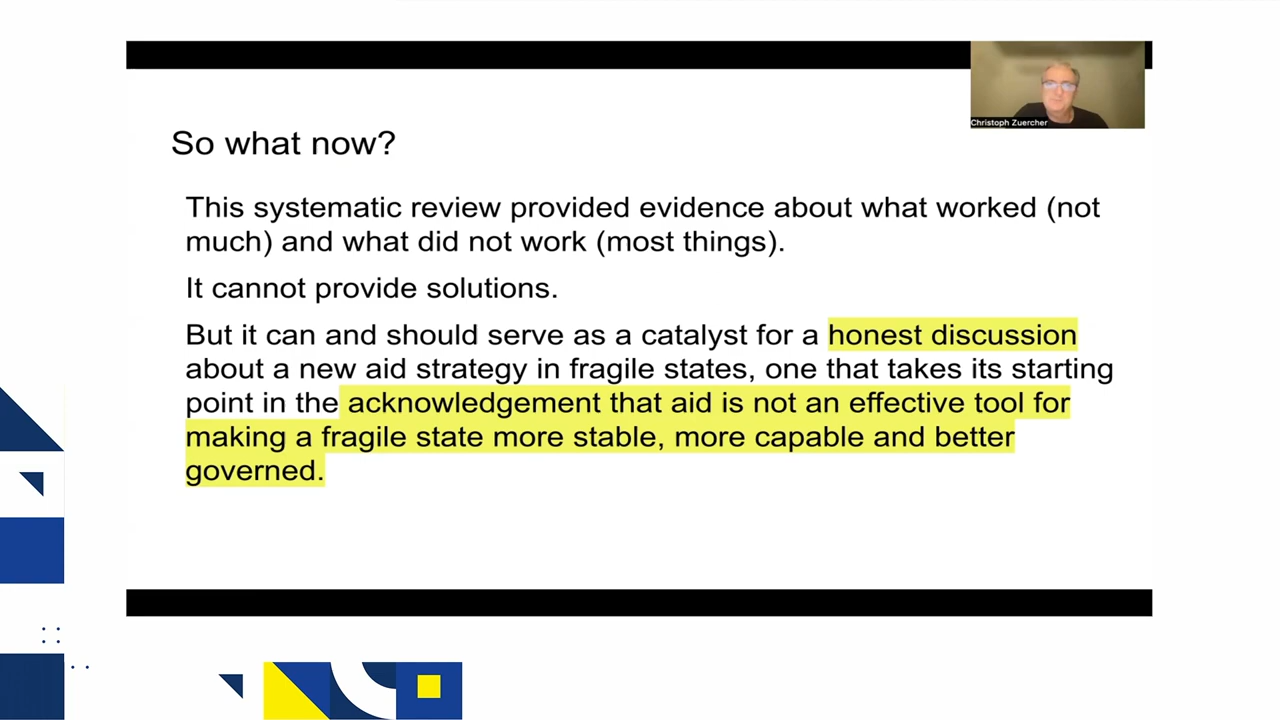 Christoph Zuercher
So what now?
This systematic review provided evidence about what worked (not
much) and what did not work (most things).
It cannot provide solutions.
But it can and should serve as a catalyst for a honest discussion
about a new aid strategy in fragile states, one that takes its starting
point in the acknowledgement that aid is not an effective tool for
making a fragile state more stable, more capable and better
governed.